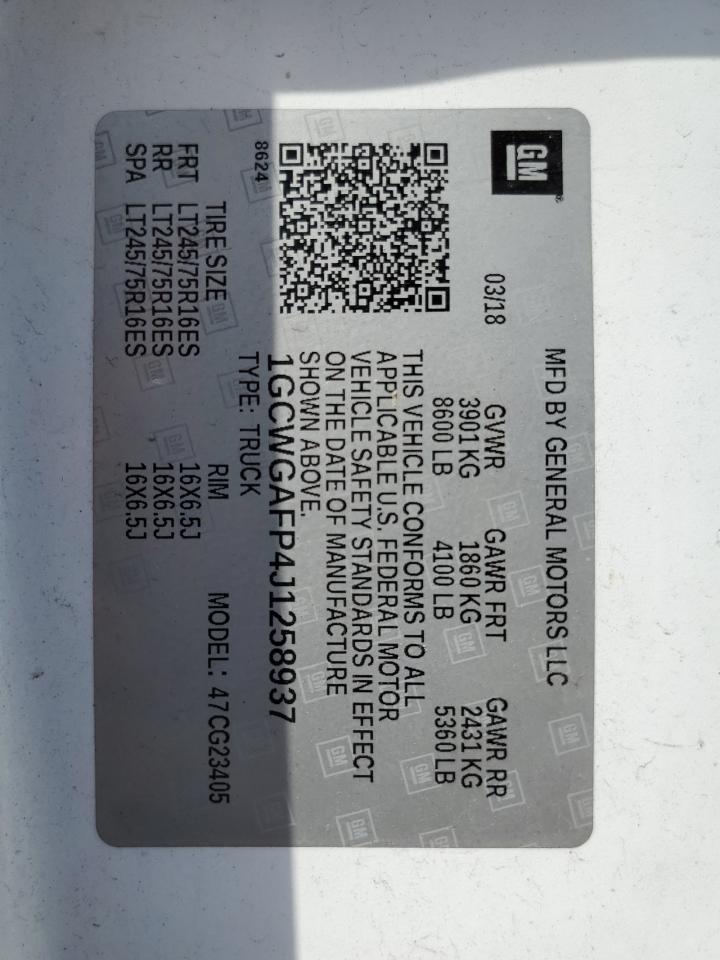 GM
MFD BY GENERAL MOTORS LLC
03/18 GVWR GAWR FRT GAWR RR
3901 KG 1860 KG 2431 KG
8600 LB 4100 LB 5360 LB
THIS VEHICLE CONFORMS TO ALL
APPLICABLE U.S. FEDERAL MOTOR
VEHICLE SAFETY STANDARDS IN EFFECT
ON THE DATE OF MANUFACTURE
SHOWN ABOVE.
1GCWGAFP4J1258937
8624 TYPE: TRUCK
TIRE SIZE RIM MODEL: 47CG23405
FRT LT245/75R16ES 16X6.5J
RR LT245/75R16ES 16X6.5J
SPA LT245/75R16ES 16X6.5J